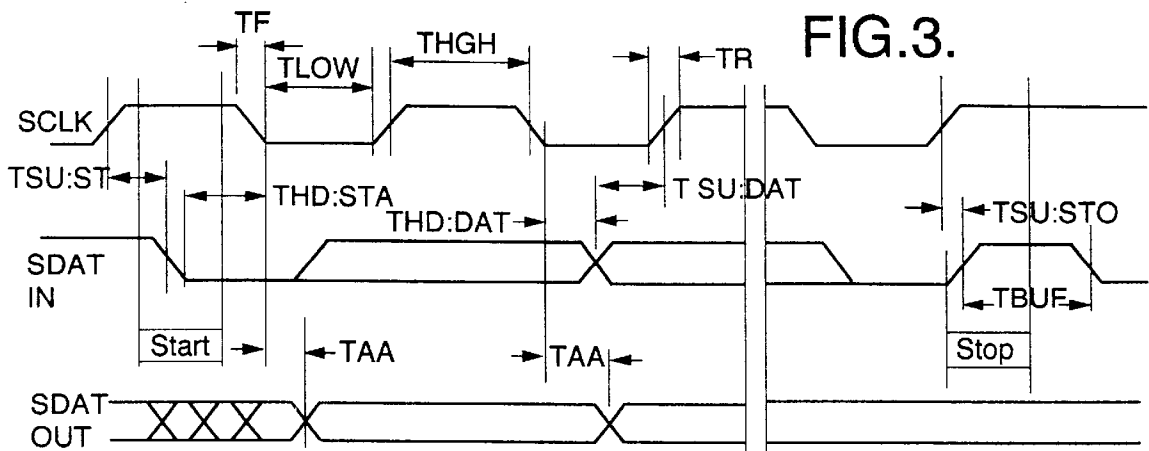 FIG.3.
TF
THGH
TR
TLOW
SCLK
TSU:ST
THD:STA
T SU:DAT
THD:DAT
TSU:STO
SDAT
IN
TBUF
Start
TAA
TAA
Stop
SDAT
OUT